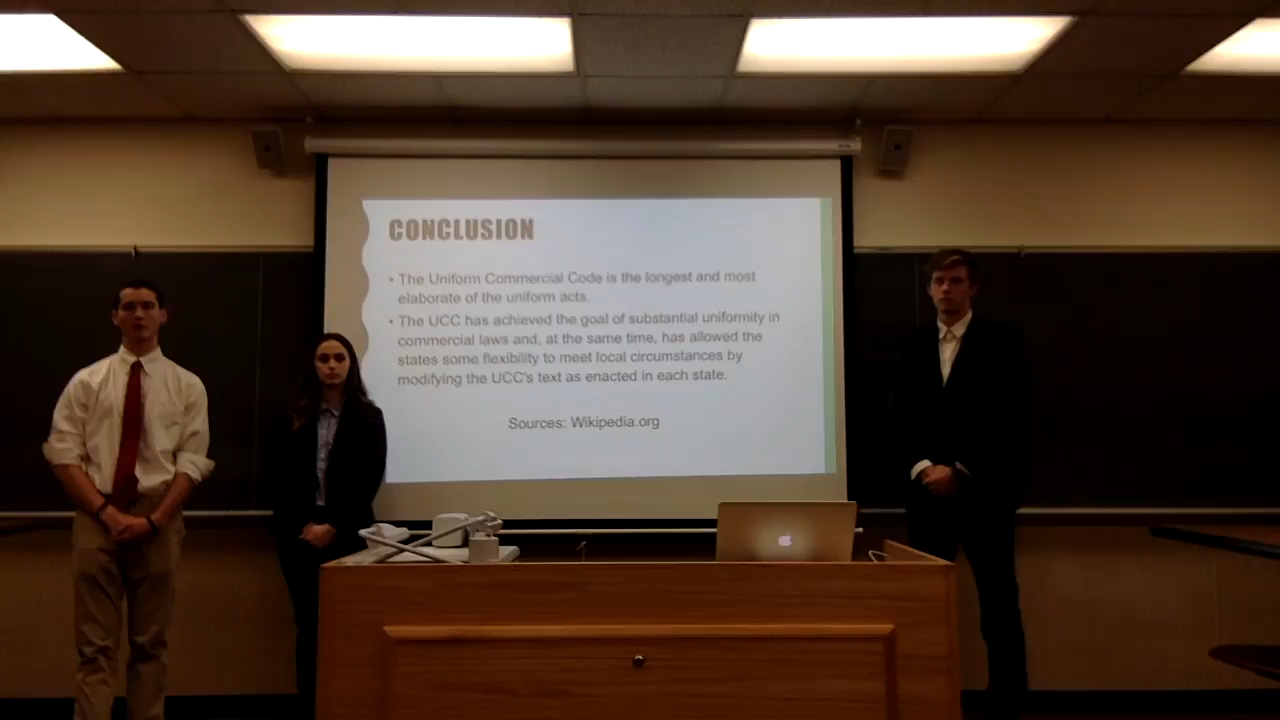 CONCLUSION
• The Uniform Commercial Code is the longest and most
elaborate of the uniform acts.
• The UCC has achieved the goal of substantial uniformity in
commercial laws and, at the same time, has allowed the
states some flexibility to meet local circumstances by
modifying the UCC's text as enacted in each state.
Sources: Wikipedia.org